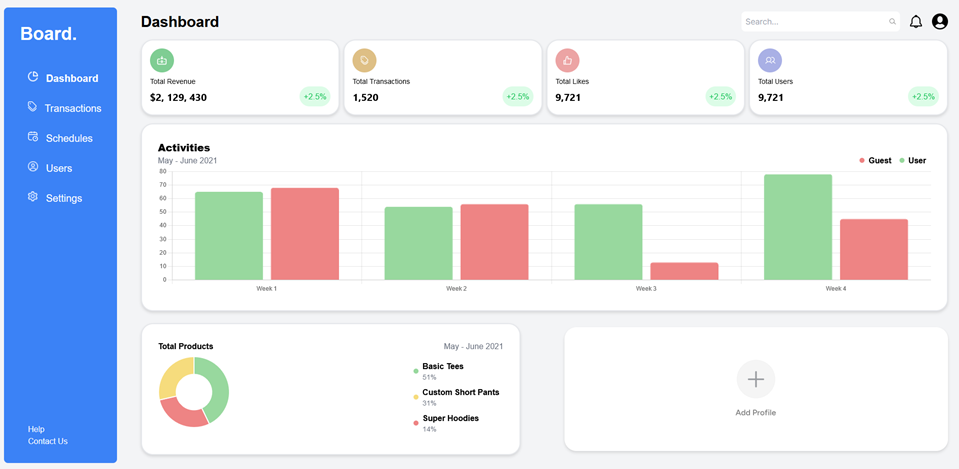 Board.
Dashboard
Transactions
Schedules
Users
Settings
Help
Contact Us
Dashboard
Search...
Total Revenue
$2, 129, 430
+2.5%
Total Transactions
1,520
+2.5%
Total Likes
9,721
+2.5%
Total Users
9,721
+2.5%
Activities
May - June 2021
Guest
User
80
70
60
50
40
30
20
10
0
Week 1
Week 2
Week 3
Week 4
Total Products
May - June 2021
Basic Tees
51%
Custom Short Pants
31%
Super Hoodies
14%
Add Profile